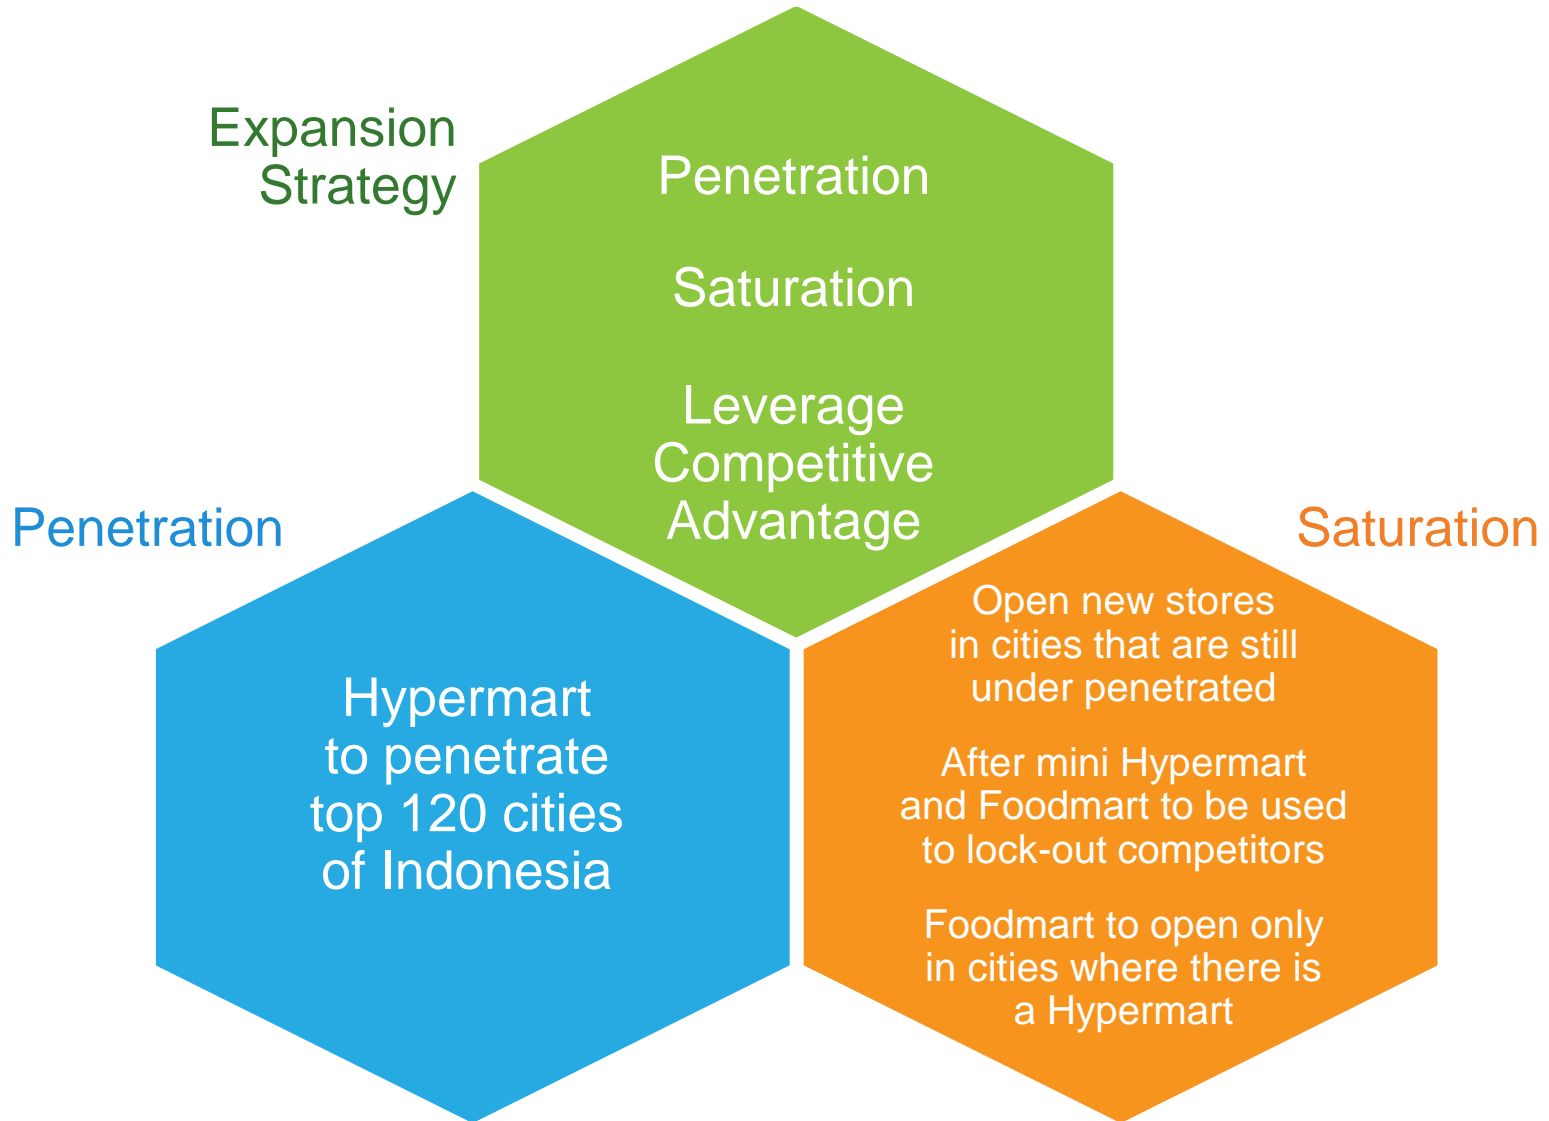 Expansion
Strategy
Penetration
Saturation
Leverage
Competitive
Advantage
Penetration
Hypermart
to penetrate
top 120 cities
of Indonesia
Saturation
Open new stores
in cities that are still
under penetrated
After mini Hypermart
and Foodmart to be used
to lock-out competitors
Foodmart to open only
in cities where there is
a Hypermart